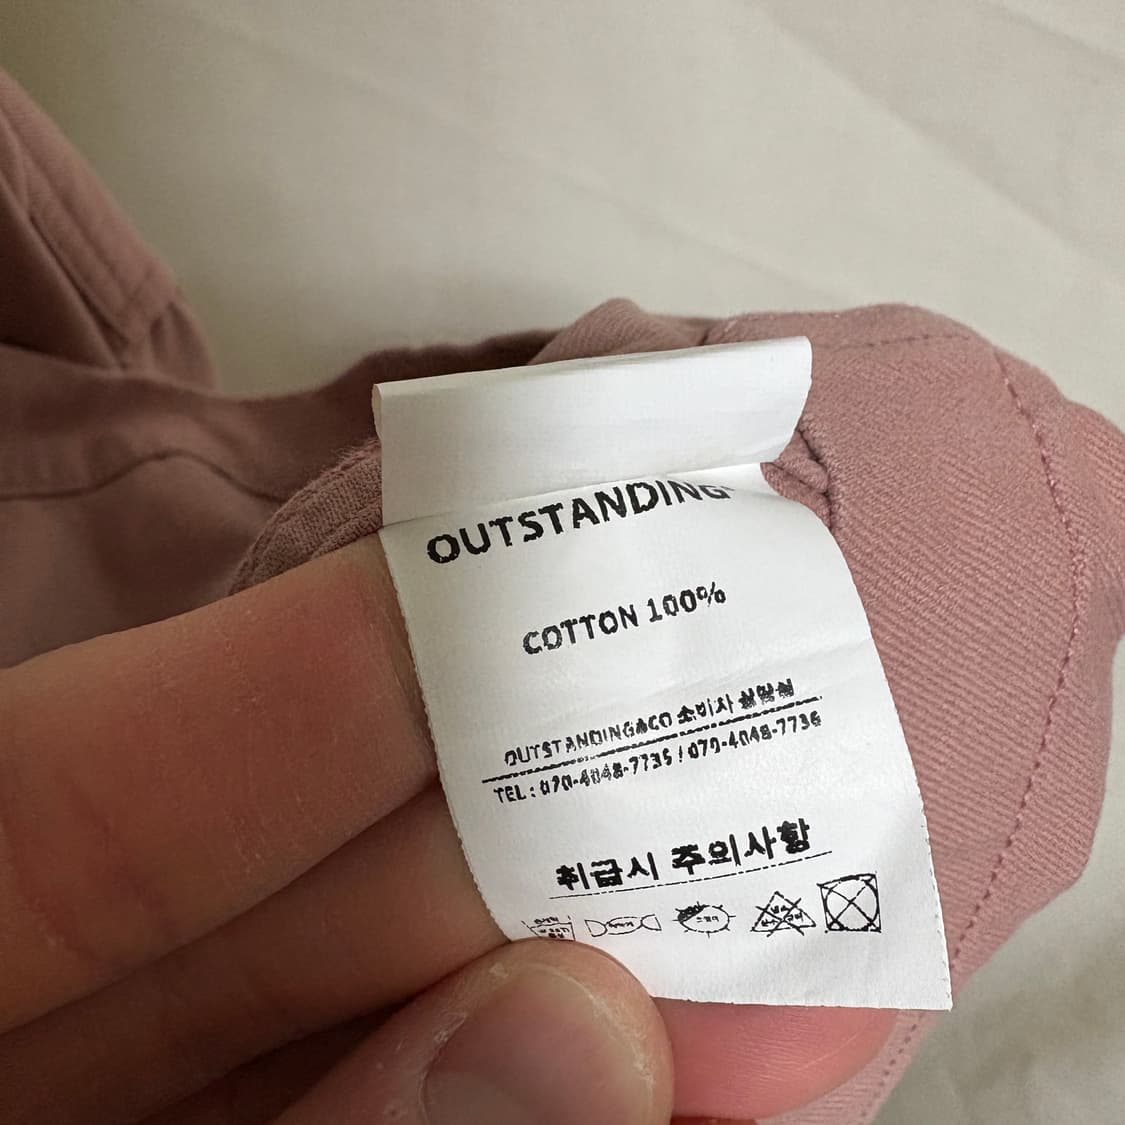 OUTSTANDING
COTTON 100%
OUTSTANDING&CO 소비자 상담실
TEL : 070-4048-7735 / 070-4048-7736
취급시 주의사항